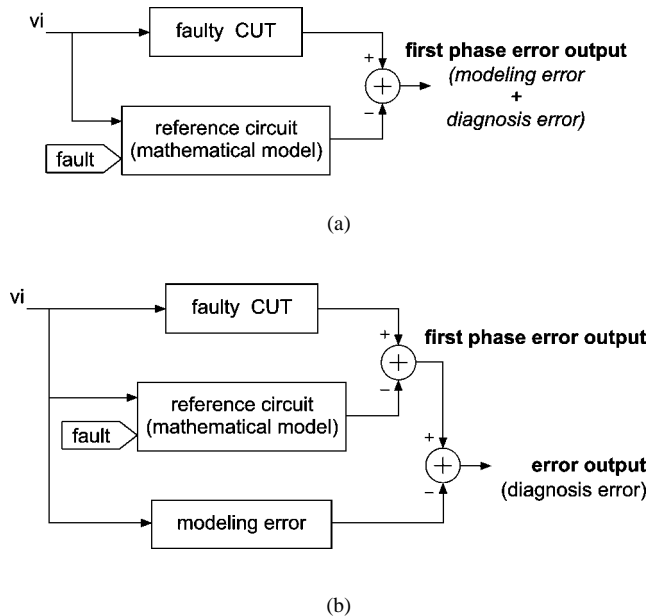 vi
faulty CUT
+
+
−
first phase error output
(modeling error
+
diagnosis error)
reference circuit
(mathematical model)
fault
(a)
vi
faulty CUT
+
+
−
first phase error output
reference circuit
(mathematical model)
fault
+
+
−
error output
(diagnosis error)
modeling error
(b)